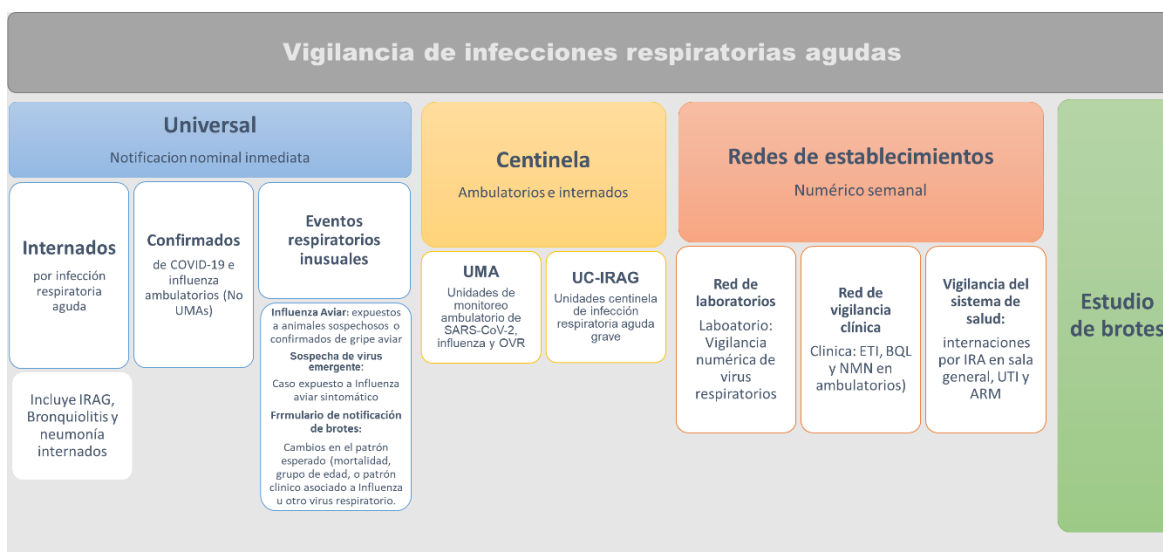 Vigilancia de infecciones respiratorias agudas
Universal
Notificacion nominal inmediata
Internados
por infección
respiratoria
aguda
Incluye IRAG,
Bronquiolitis y
neumonía
internados
Confirmados
de COVID-19 e
influenza
ambulatorios (No
UMAs)
Eventos
respiratorios
inusuales
Influenza Aviar: expuestos
a animales sospechosos o
confirmados de gripe aviar
Sospecha de virus
emergente:
Caso expuesto a Influenza
aviar sintomático
Frrmulario de notificación
de brotes:
Cambios en el patrón
esperado (mortalidad,
grupo de edad, o patrón
clínico asociado a Influenza
u otro virus respiratorio.
Centinela
Ambulatorios e internados
UMA
Unidades de
monitoreo
ambulatorio de
SARS-CoV-2,
influenza y OVR
UC-IRAG
Unidades centinela
de infección
respiratoria aguda
grave
Redes de establecimientos
Numérico semanal
Red de
laboratorios
Laboatorio:
Vigilancia
numérica de
virus
respiratorios
Red de
vigilancia
clínica
Clinica: ETI, BQL
y NMN en
ambulatorios)
Vigilancia del
sistema de
salud:
internaciones
por IRA en sala
general, UTI y
ARM
Estudio
de brotes